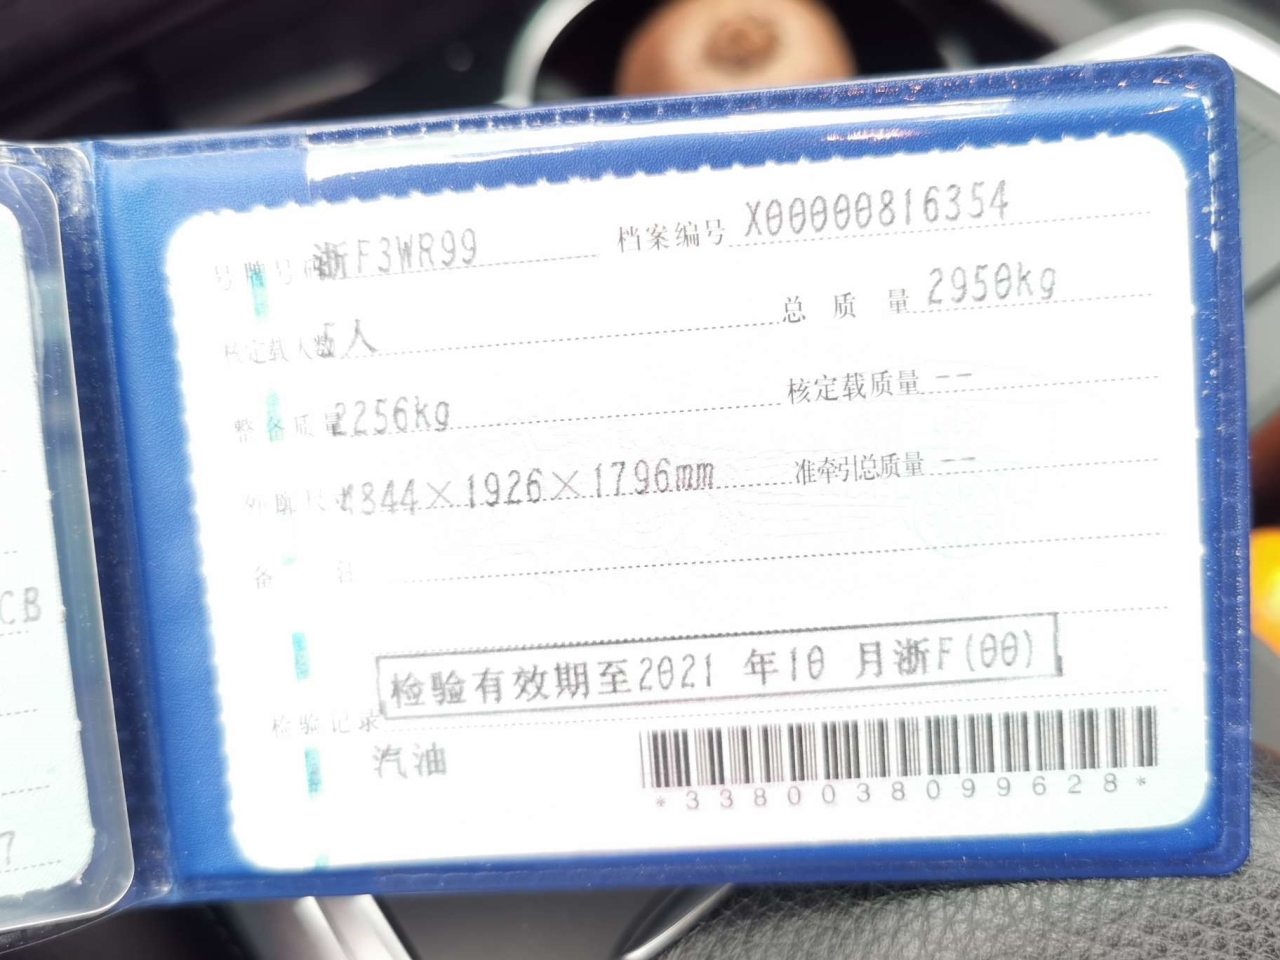 号牌号码 浙F3WR99 档案编号 X00000816354
核定载人数 5人 总质量 2950kg
整备质量 2256kg 核定载质量 --
外廓尺寸 4844×1926×1796mm 准牵引总质量 --
备注
检验有效期至2021 年10 月浙F(00)
检验记录
汽油
*3380038099628*
CB
7